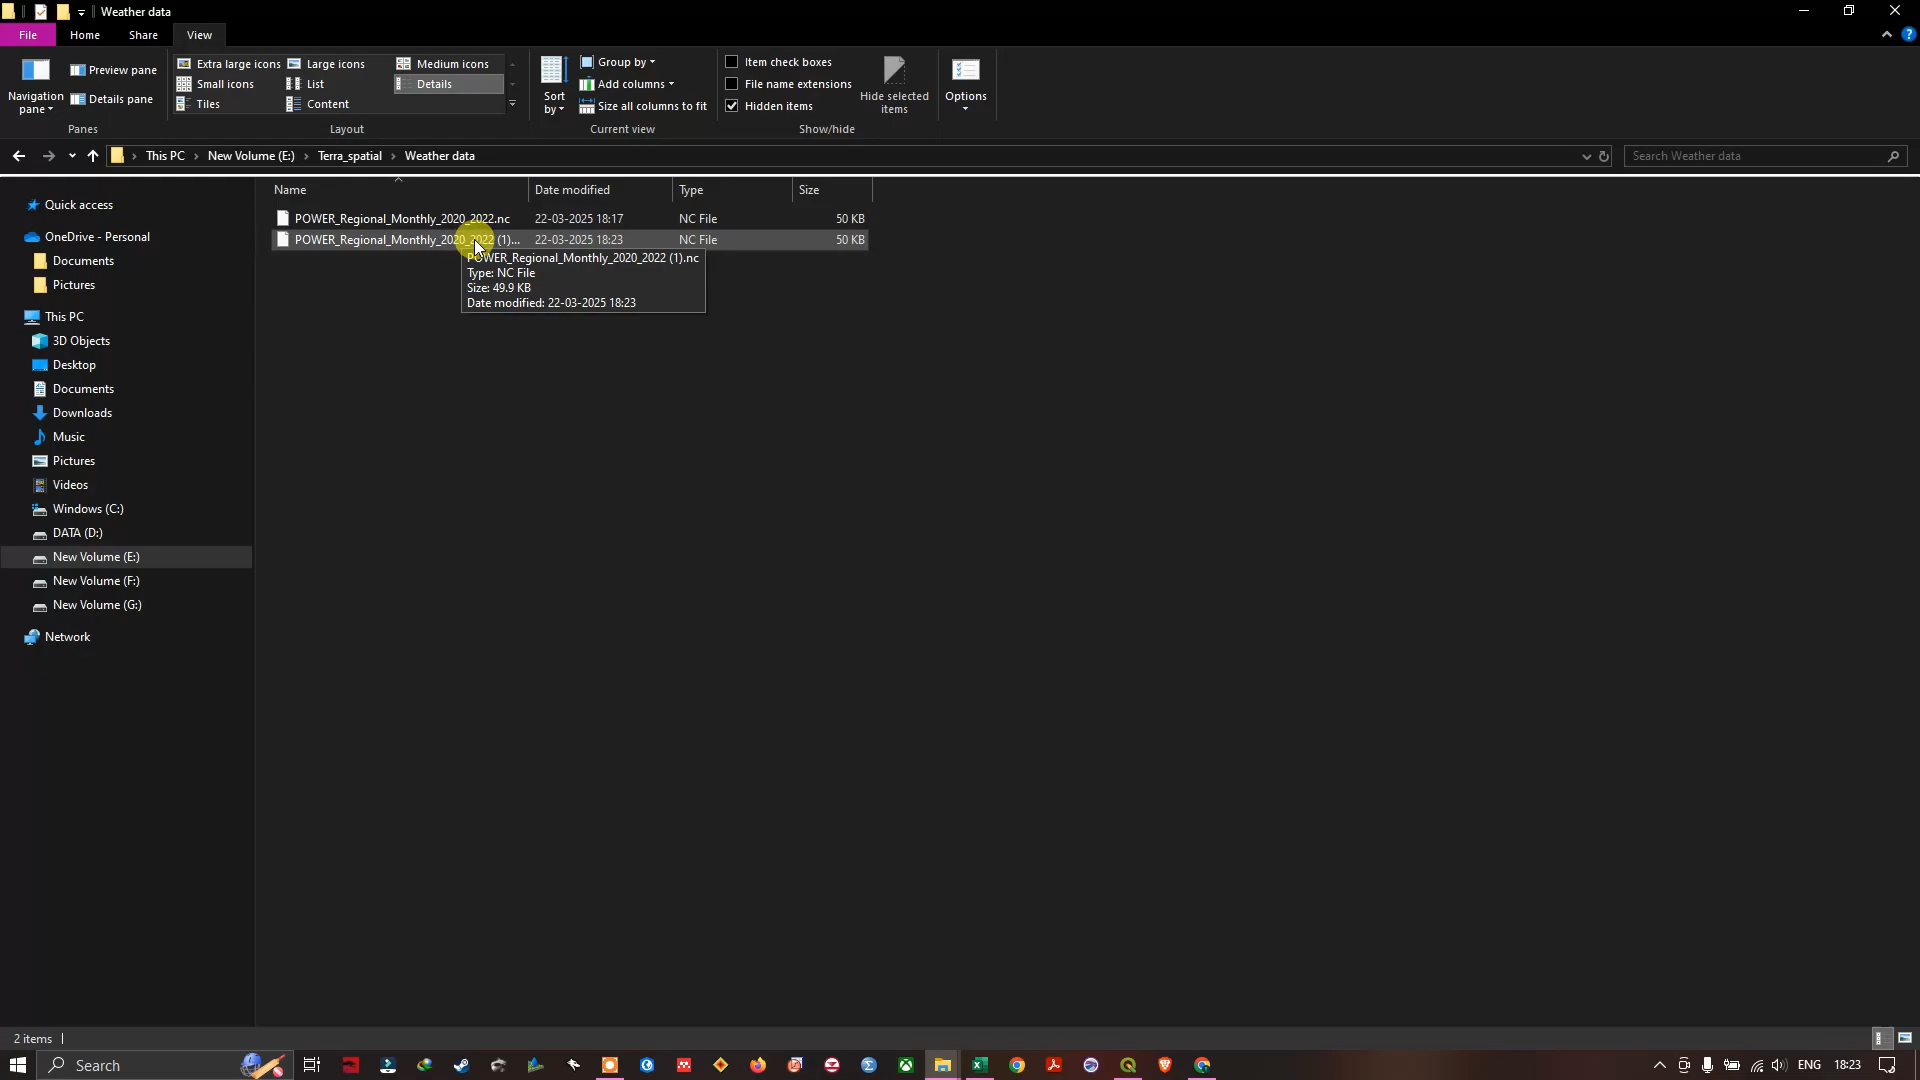 Weather data
File Home Share View
Navigation pane
Preview pane
Details pane
Panes
Extra large icons Large icons Medium icons
Small icons List Details
Tiles Content
Layout
Sort by
Group by
Add columns
Size all columns to fit
Current view
Item check boxes
File name extensions
Hidden items
Hide selected items
Show/hide
Options
This PC New Volume (E:) Terra_spatial Weather data
Search Weather data
Quick access
OneDrive - Personal
Documents
Pictures
This PC
3D Objects
Desktop
Documents
Downloads
Music
Pictures
Videos
Windows (C:)
DATA (D:)
New Volume (E:)
New Volume (F:)
New Volume (G:)
Network
Name Date modified Type Size
POWER_Regional_Monthly_2020_2022.nc 22-03-2025 18:17 NC File 50 KB
POWER_Regional_Monthly_2020_2022 (1)... 22-03-2025 18:23 NC File 50 KB
POWER_Regional_Monthly_2020_2022 (1).nc
Type: NC File
Size: 49.9 KB
Date modified: 22-03-2025 18:23
2 items
Search
ENG 18:23